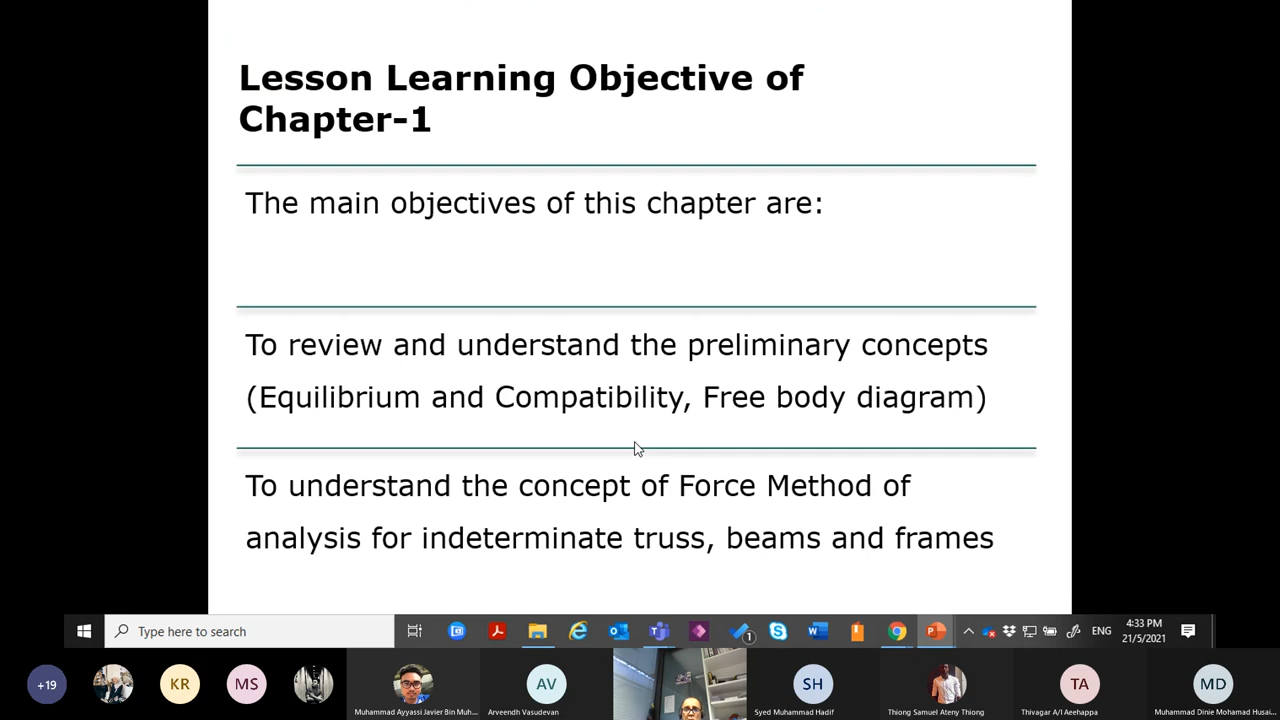 Lesson Learning Objective of
Chapter-1
The main objectives of this chapter are:
To review and understand the preliminary concepts
(Equilibrium and Compatibility, Free body diagram)
To understand the concept of Force Method of
analysis for indeterminate truss, beams and frames
Type here to search
1
ENG
4:33 PM
21/5/2021
+19
KR
MS
AV
SH
TA
MD
Muhammad Ayyassi Javier Bin Muh...
Arveendh Vasudevan
Syed Muhammad Hadif
Thiong Samuel Ateny Thiong
Thivagar A/l Aeehappa
Muhammad Dinie Mohamad Husai...